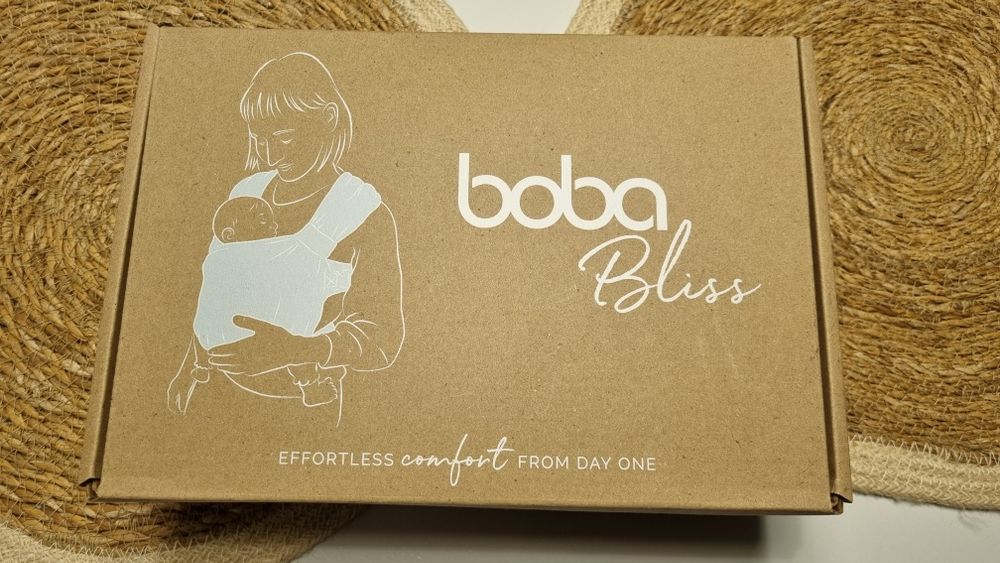 boba
Bliss
EFFORTLESS comfort FROM DAY ONE